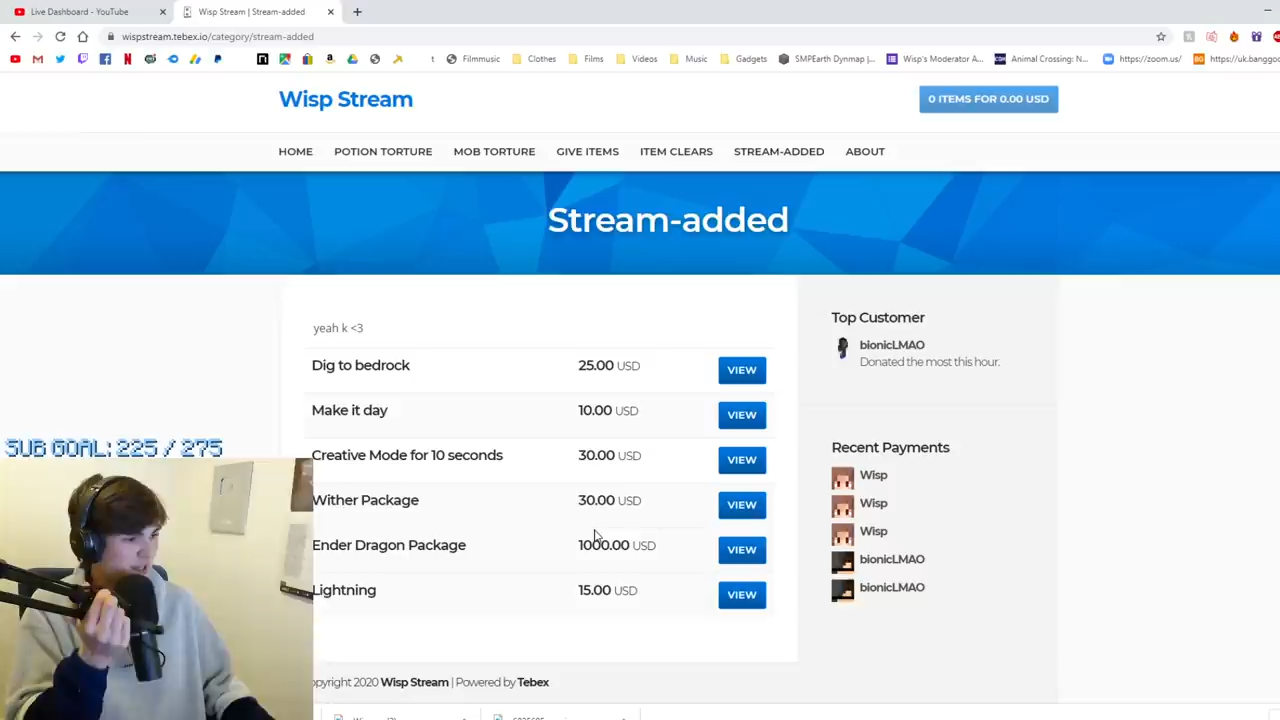 Live Dashboard - YouTube
Wisp Stream | Stream-added
wispstream.tebex.io/category/stream-added
t
Filmmusic
Clothes
Films
Videos
Music
Gadgets
SMPEarth Dynmap |...
Wisp's Moderator A...
Animal Crossing: N...
https://zoom.us/
https://uk.banggoo
Wisp Stream
0 ITEMS FOR 0.00 USD
HOME
POTION TORTURE
MOB TORTURE
GIVE ITEMS
ITEM CLEARS
STREAM-ADDED
ABOUT
Stream-added
yeah k <3
Dig to bedrock 25.00 USD VIEW
Make it day 10.00 USD VIEW
Creative Mode for 10 seconds 30.00 USD VIEW
Wither Package 30.00 USD VIEW
Ender Dragon Package 1000.00 USD VIEW
Lightning 15.00 USD VIEW
Top Customer
bionicLMAO
Donated the most this hour.
Recent Payments
Wisp
Wisp
Wisp
bionicLMAO
bionicLMAO
SUB GOAL: 225 / 275
opyright 2020 Wisp Stream | Powered by Tebex